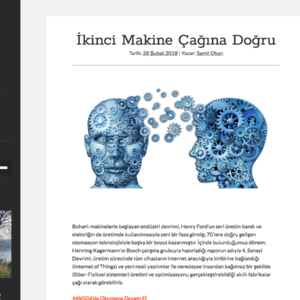 İkinci Makine Çağına Doğru
Tarih: 28 Şubat 2018 | Yazar: Samil Okan
Buharlı makinelerle başlayan endüstri devrimi, Henry Ford'un seri üretim bandı ve
elektriğin de üretimde kullanılmasıyla yeni bir faza girmiş; 70'lere doğru gelişen
otomasyon teknolojisiyle başka bir boyut kazanmıştır. İçinde bulunduğumuz dönem;
Henning Kagermann'ın Bosch çalışma grubuyla hazırladığı raporun adıyla 4. Sanayi
Devrimi, üretim sürecinde tüm cihazların internet aracılığıyla birbirine bağlandığı
(Internet of Things) ve yeni nesil yazılımlar ile neredeyse insandan bağımsız bir şekilde
(Siber-Fiziksel sistemler) üretimi ve optimizasyonu gerçekleştirebildiği akıllı fabrikalar
çağı olarak görebiliriz.
Okumaya Devam Et